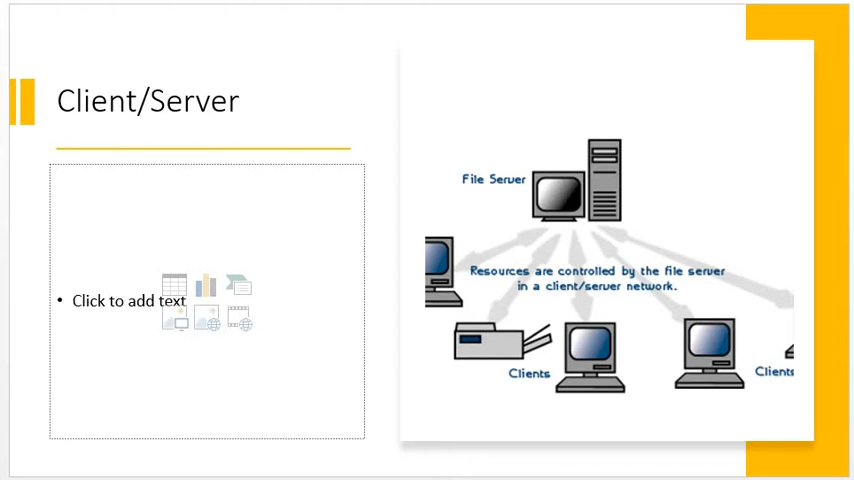 Client/Server
• Click to add text
File Server
Resources are controlled by the file server
in a client/server network.
Clients
Clients